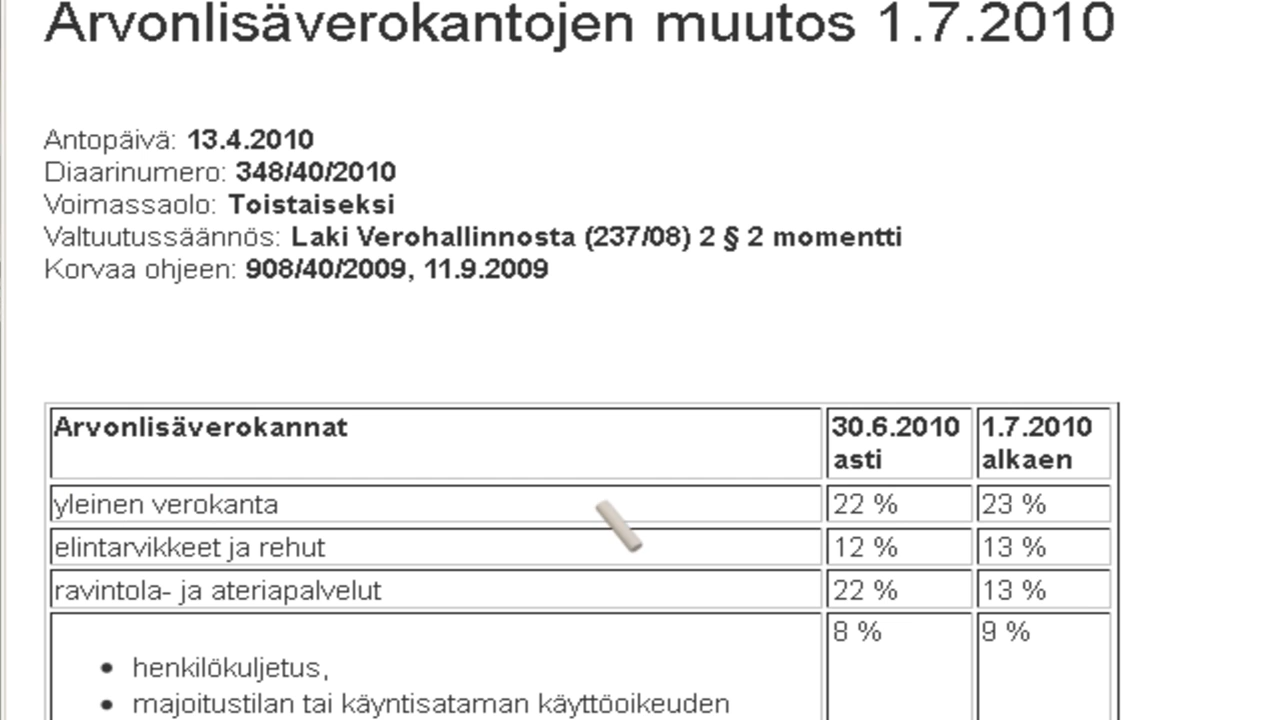 Arvonlisäverokantojen muutos 1.7.2010
Antopäivä: 13.4.2010
Diaarinumero: 348/40/2010
Voimassaolo: Toistaiseksi
Valtuutussäännös: Laki Verohallinnosta (237/08) 2 § 2 momentti
Korvaa ohjeen: 908/40/2009, 11.9.2009
Arvonlisäverokannat 30.6.2010 asti 1.7.2010 alkaen
yleinen verokanta 22 % 23 %
elintarvikkeet ja rehut 12 % 13 %
ravintola- ja ateriapalvelut 22 % 13 %
8 % 9 %
• henkilökuljetus,
• majoitustilan tai käyntisataman käyttöoikeuden